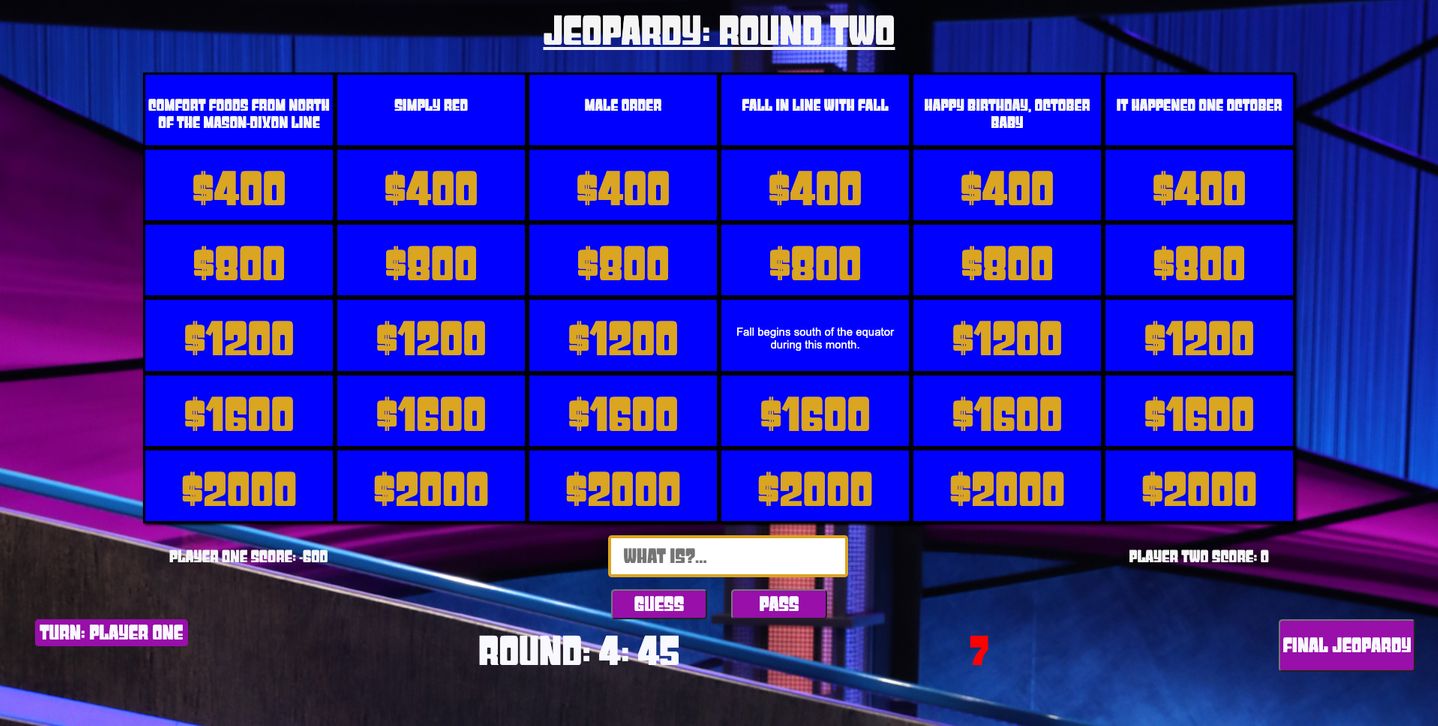 JEOPARDY: ROUND TWO
COMFORT FOODS FROM NORTH
OF THE MASON-DIXON LINE
SIMPLY RED
MALE ORDER
FALL IN LINE WITH FALL
HAPPY BIRTHDAY, OCTOBER
BABY
IT HAPPENED ONE OCTOBER
$400 $400 $400 $400 $400 $400
$800 $800 $800 $800 $800 $800
$1200 $1200 $1200
Fall begins south of the equator
during this month.
$1200 $1200
$1600 $1600 $1600 $1600 $1600 $1600
$2000 $2000 $2000 $2000 $2000 $2000
PLAYER ONE SCORE: -600
WHAT IS?...
PLAYER TWO SCORE: 0
GUESS PASS
TURN: PLAYER ONE
ROUND: 4: 45
7
FINAL JEOPARDY